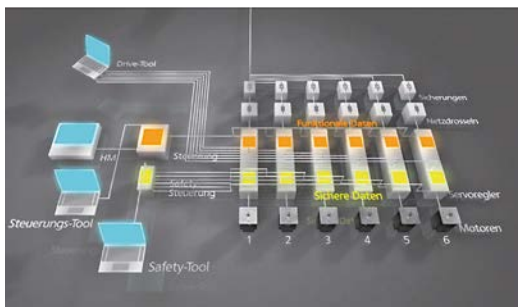 Drive-Tool
Sicherungen
Netzdrosseln
Funktionale Daten
HMI
Steuerung
Safety-
Steuerung
Sichere Daten
Servoregler
Steuerungs-Tool
Motoren
1 2 3 4 5 6
Safety-Tool